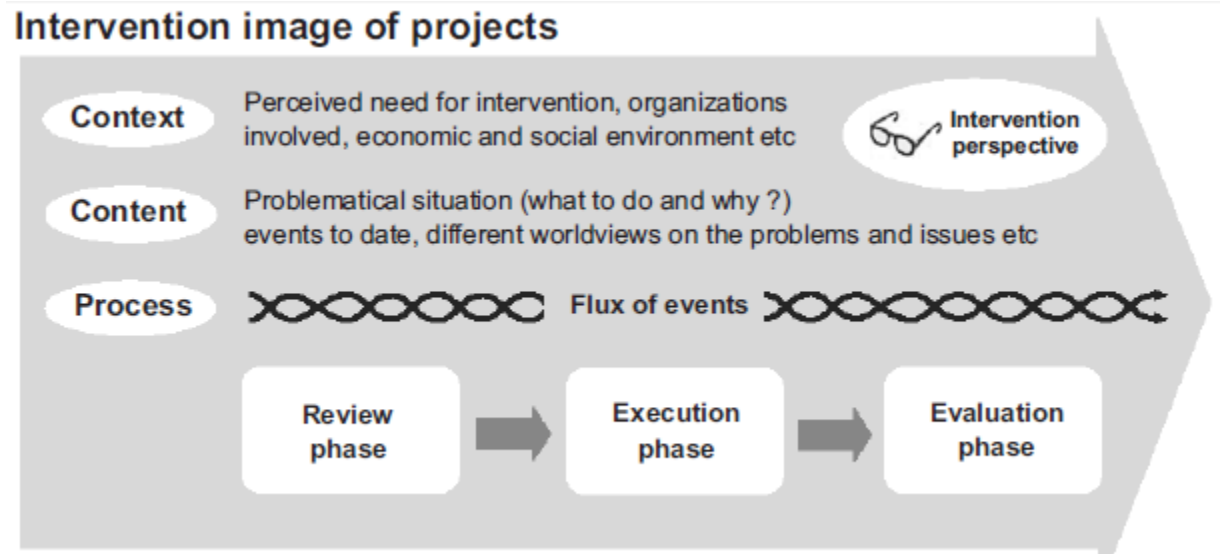 Intervention image of projects
Context
Perceived need for intervention, organizations
involved, economic and social environment etc
Intervention
perspective
Content
Problematical situation (what to do and why ?)
events to date, different worldviews on the problems and issues etc
Process
Flux of events
Review
phase
Execution
phase
Evaluation
phase